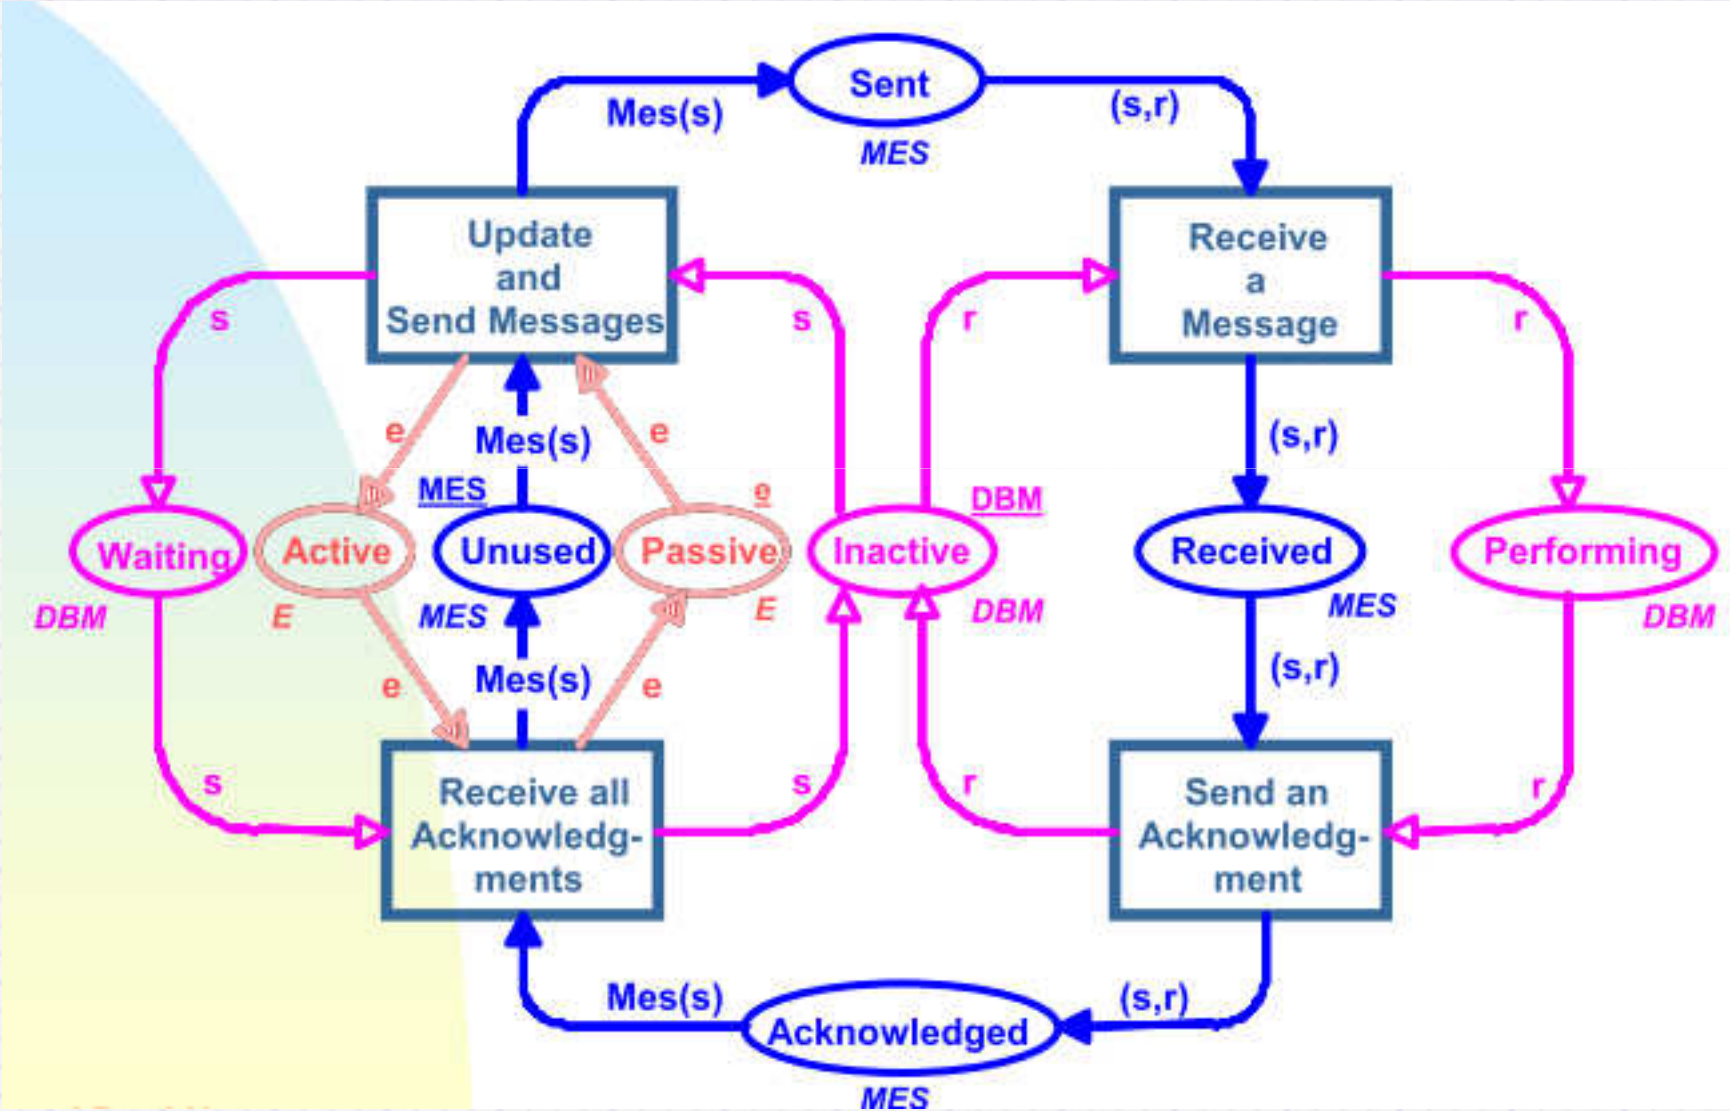 Sent
Mes(s)
(s,r)
MES
Update
and
Send Messages
Receive
a
Message
s
s
r
r
e
Mes(s)
e
(s,r)
MES
e
DBM
Waiting
Active
Unused
Passive
Inactive
Received
Performing
DBM
E
MES
E
DBM
MES
DBM
e
Mes(s)
e
(s,r)
s
s
r
r
Receive all
Acknowledg-
ments
Send an
Acknowledg-
ment
Mes(s)
(s,r)
Acknowledged
MES